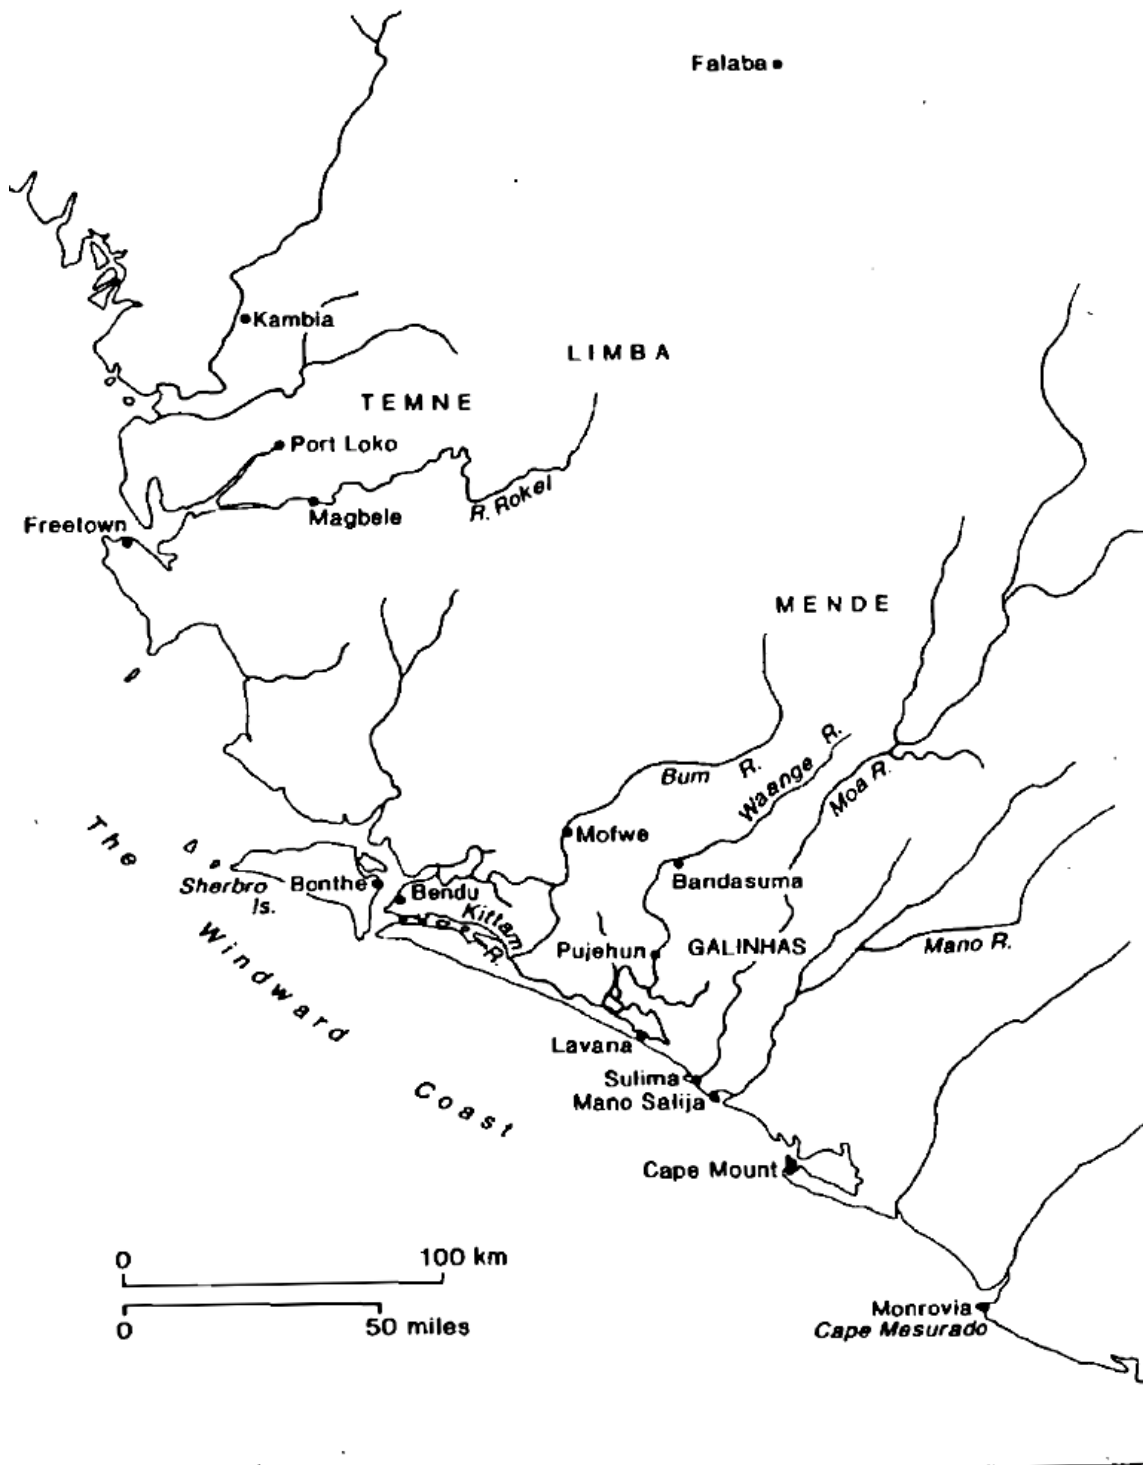 Falaba
Kambia
LIMBA
TEMNE
Port Loko
R. Rokel
Magbele
Freetown
MENDE
Bum R.
Waange R.
Moa R.
The Windward Coast
Mofwe
Sherbro Is.
Bonthe
Bendu
Bandasuma
Kittam R.
Pujehun
GALINHAS
Mano R.
Lavana
Sulima
Mano Salija
Cape Mount
0 100 km
0 50 miles
Monrovia
Cape Mesurado